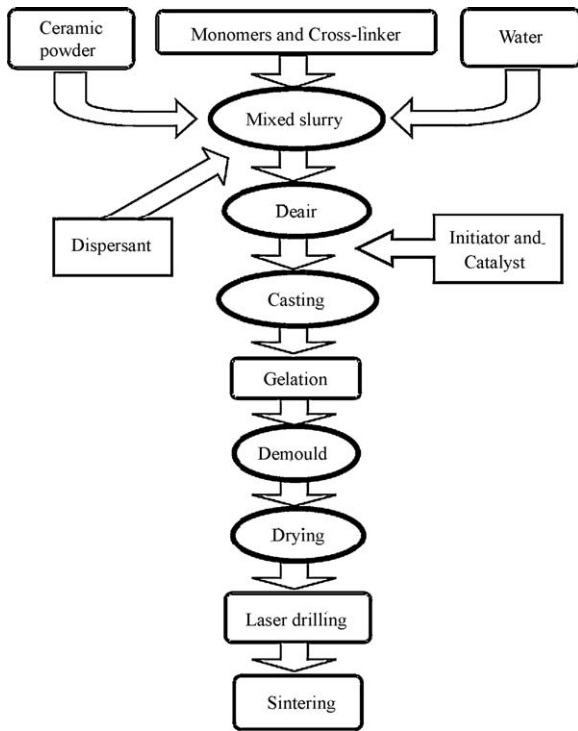 Ceramic
powder
Monomers and Cross-linker
Water
Mixed slurry
Dispersant
Deair
Initiator and
Catalyst
Casting
Gelation
Demould
Drying
Laser drilling
Sintering